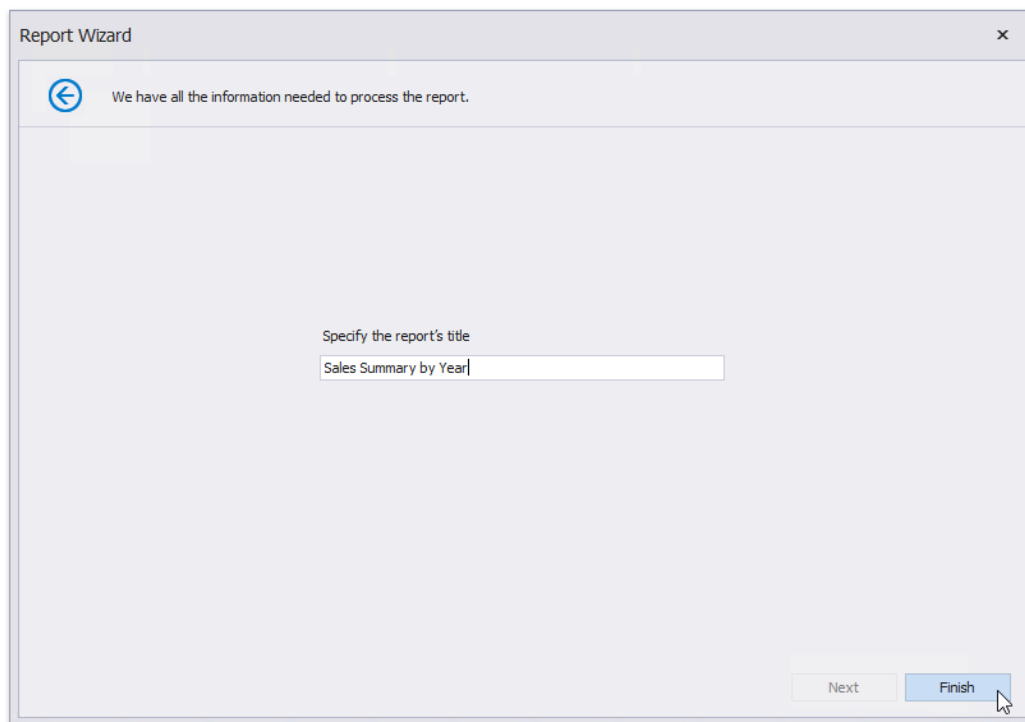 Report Wizard
We have all the information needed to process the report.
Specify the report's title
Sales Summary by Year
Next
Finish